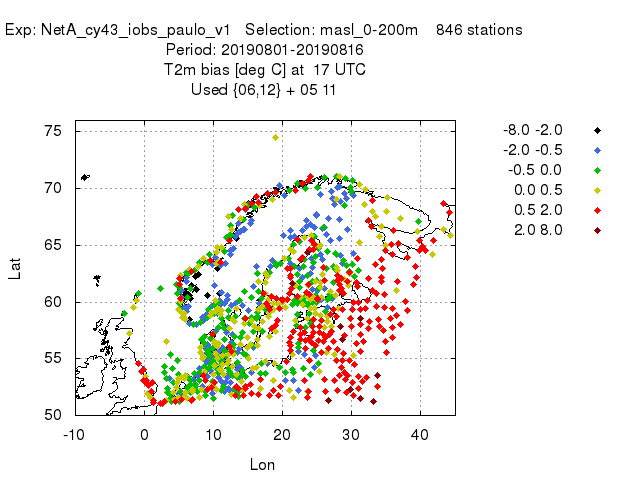 Exp: NetA_cy43_iobs_paulo_v1 Selection: masl_0-200m 846 stations
Period: 20190801-20190816
T2m bias [deg C] at 17 UTC
Used {06,12} + 05 11
75
70
65
60
55
50
Lat
-10 0 10 20 30 40
Lon
-8.0 -2.0
-2.0 -0.5
-0.5 0.0
0.0 0.5
0.5 2.0
2.0 8.0